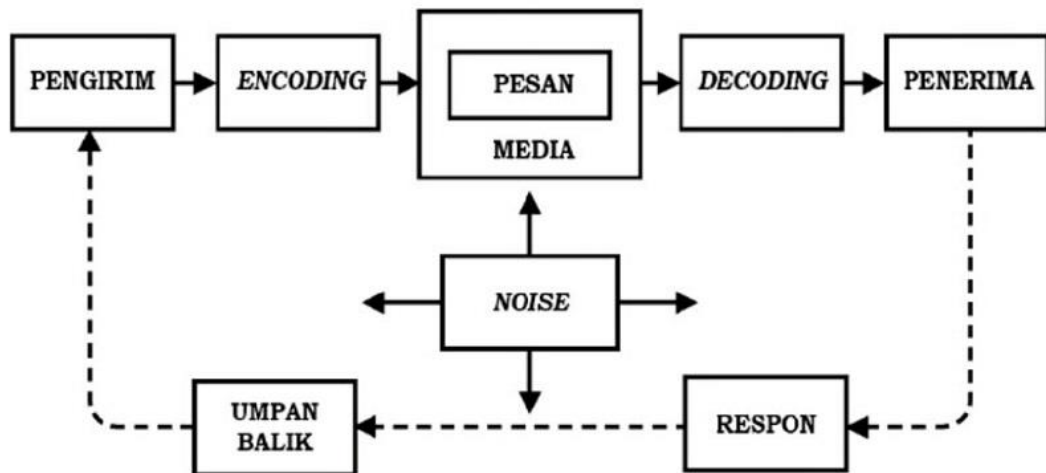 PENGIRIM
ENCODING
PESAN
MEDIA
DECODING
PENERIMA
NOISE
UMPAN
BALIK
RESPON